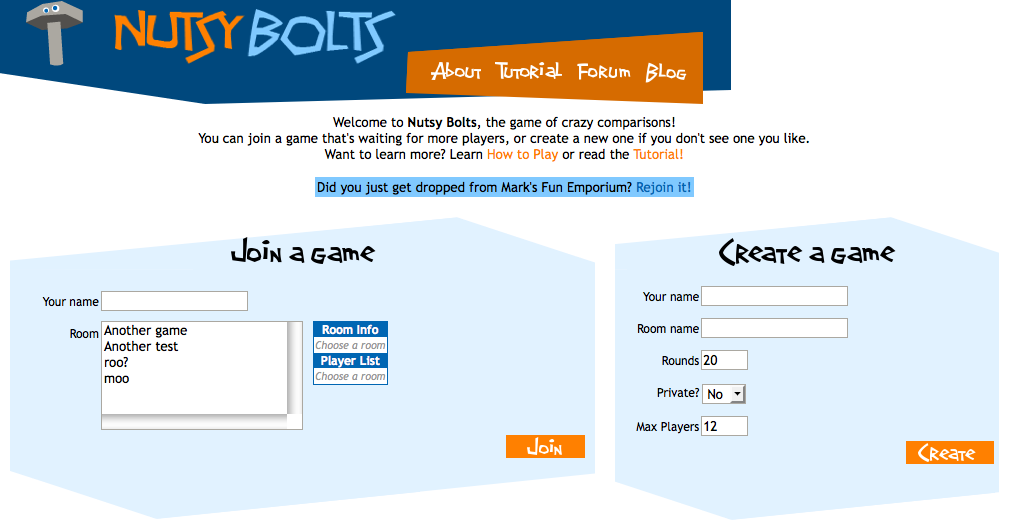 NUTSY BOLTS
About Tutorial Forum Blog
Welcome to Nutsy Bolts, the game of crazy comparisons!
You can join a game that's waiting for more players, or create a new one if you don't see one you like.
Want to learn more? Learn How to Play or read the Tutorial!
Did you just get dropped from Mark's Fun Emporium? Rejoin it!
Join a game
Your name
Room
Another game
Another test
roo?
moo
Room Info
Choose a room
Player List
Choose a room
Join
Create a game
Your name
Room name
Rounds 20
Private? No
Max Players 12
Create